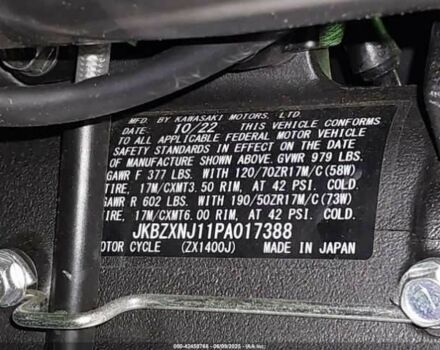 MFD. BY KAWASAKI MOTORS, LTD.
DATE: 10/22 THIS VEHICLE CONFORMS
TO ALL APPLICABLE FEDERAL MOTOR VEHICLE
SAFETY STANDARDS IN EFFECT ON THE DATE
OF MANUFACTURE SHOWN ABOVE. GVWR 979 LBS.
GAWR F 377 LBS. WITH 120/70ZR17M/C(58W)
TIRE, 17M/CXMT3.50 RIM, AT 42 PSI. COLD.
GAWR R 602 LBS. WITH 190/50ZR17M/C(73W)
TIRE, 17M/CXMT6.00 RIM, AT 42 PSI. COLD.
JKBZXNJ11PA017388
OTOR CYCLE (ZX1400J) MADE IN JAPAN